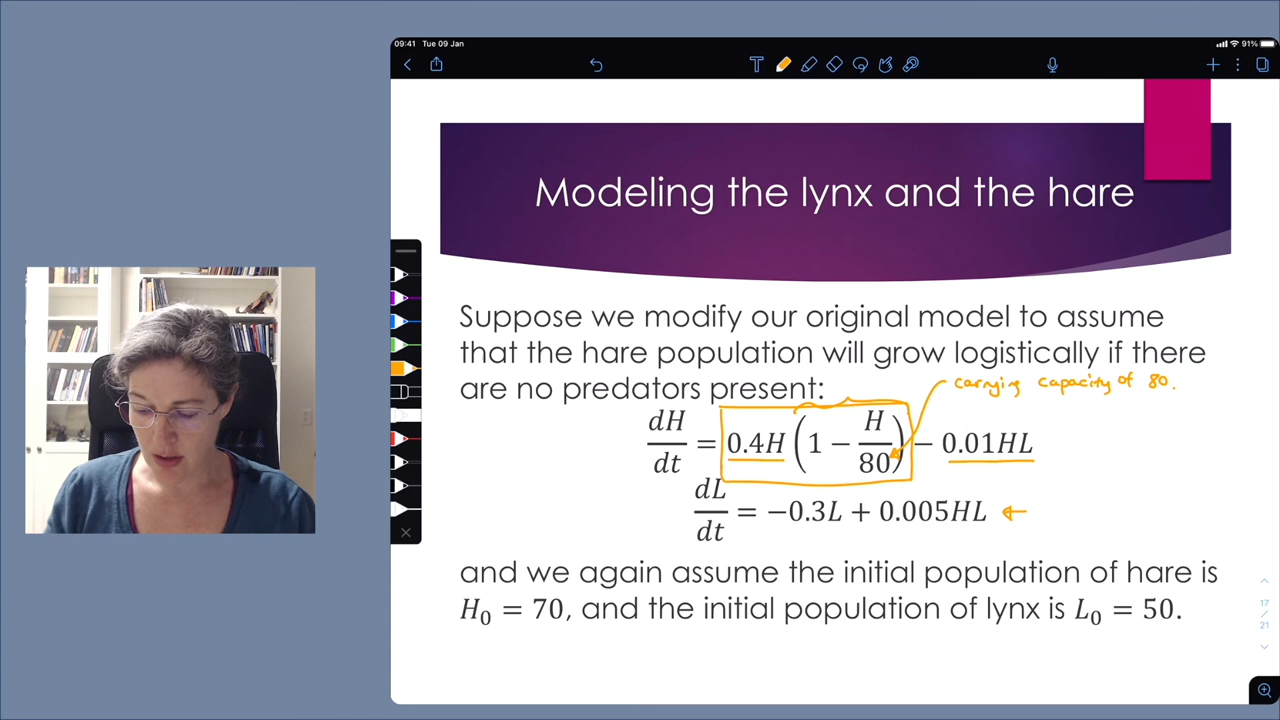 09:41 Tue 09 Jan
91%
Modeling the lynx and the hare
Suppose we modify our original model to assume
that the hare population will grow logistically if there
are no predators present:
carrying capacity of 80.
dH/dt = 0.4H(1 − H/80) − 0.01HL
dL/dt = −0.3L + 0.005HL ←
and we again assume the initial population of hare is
H₀ = 70, and the initial population of lynx is L₀ = 50.
17
/
21